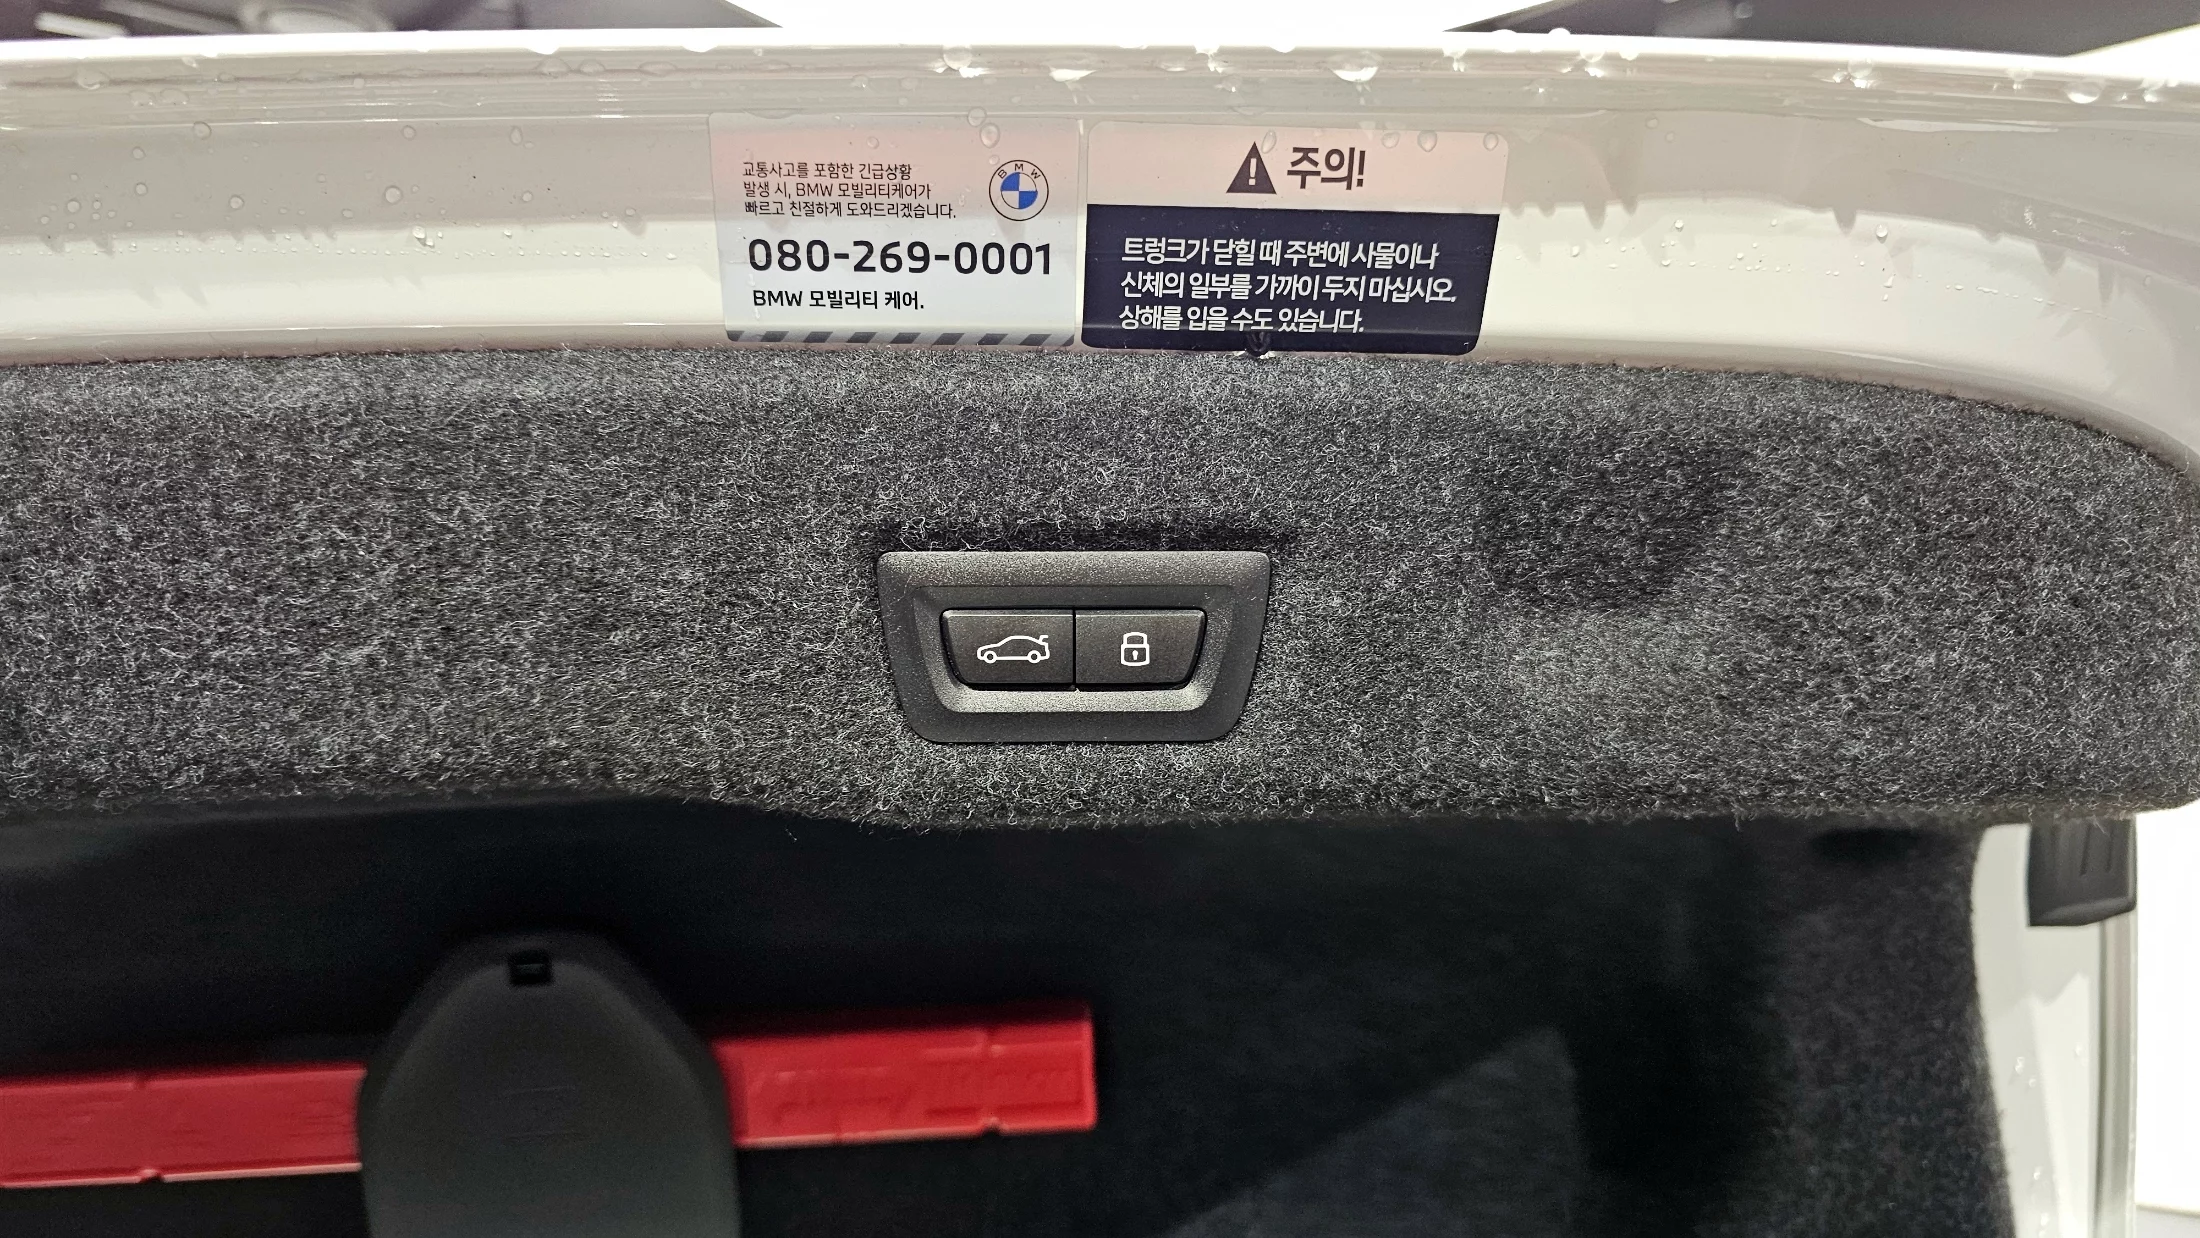 교통사고를 포함한 긴급상황
발생 시, BMW 모빌리티케어가
빠르고 친절하게 도와드리겠습니다.
BMW
080-269-0001
BMW 모빌리티 케어.
주의!
트렁크가 닫힐 때 주변에 사물이나
신체의 일부를 가까이 두지 마십시오.
상해를 입을 수도 있습니다.